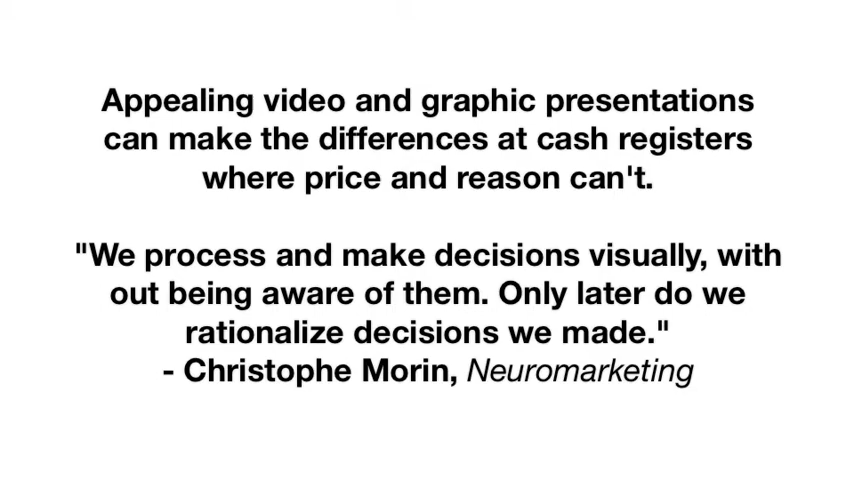 Appealing video and graphic presentations
can make the differences at cash registers
where price and reason can't.
"We process and make decisions visually, with
out being aware of them. Only later do we
rationalize decisions we made."
- Christophe Morin, Neuromarketing